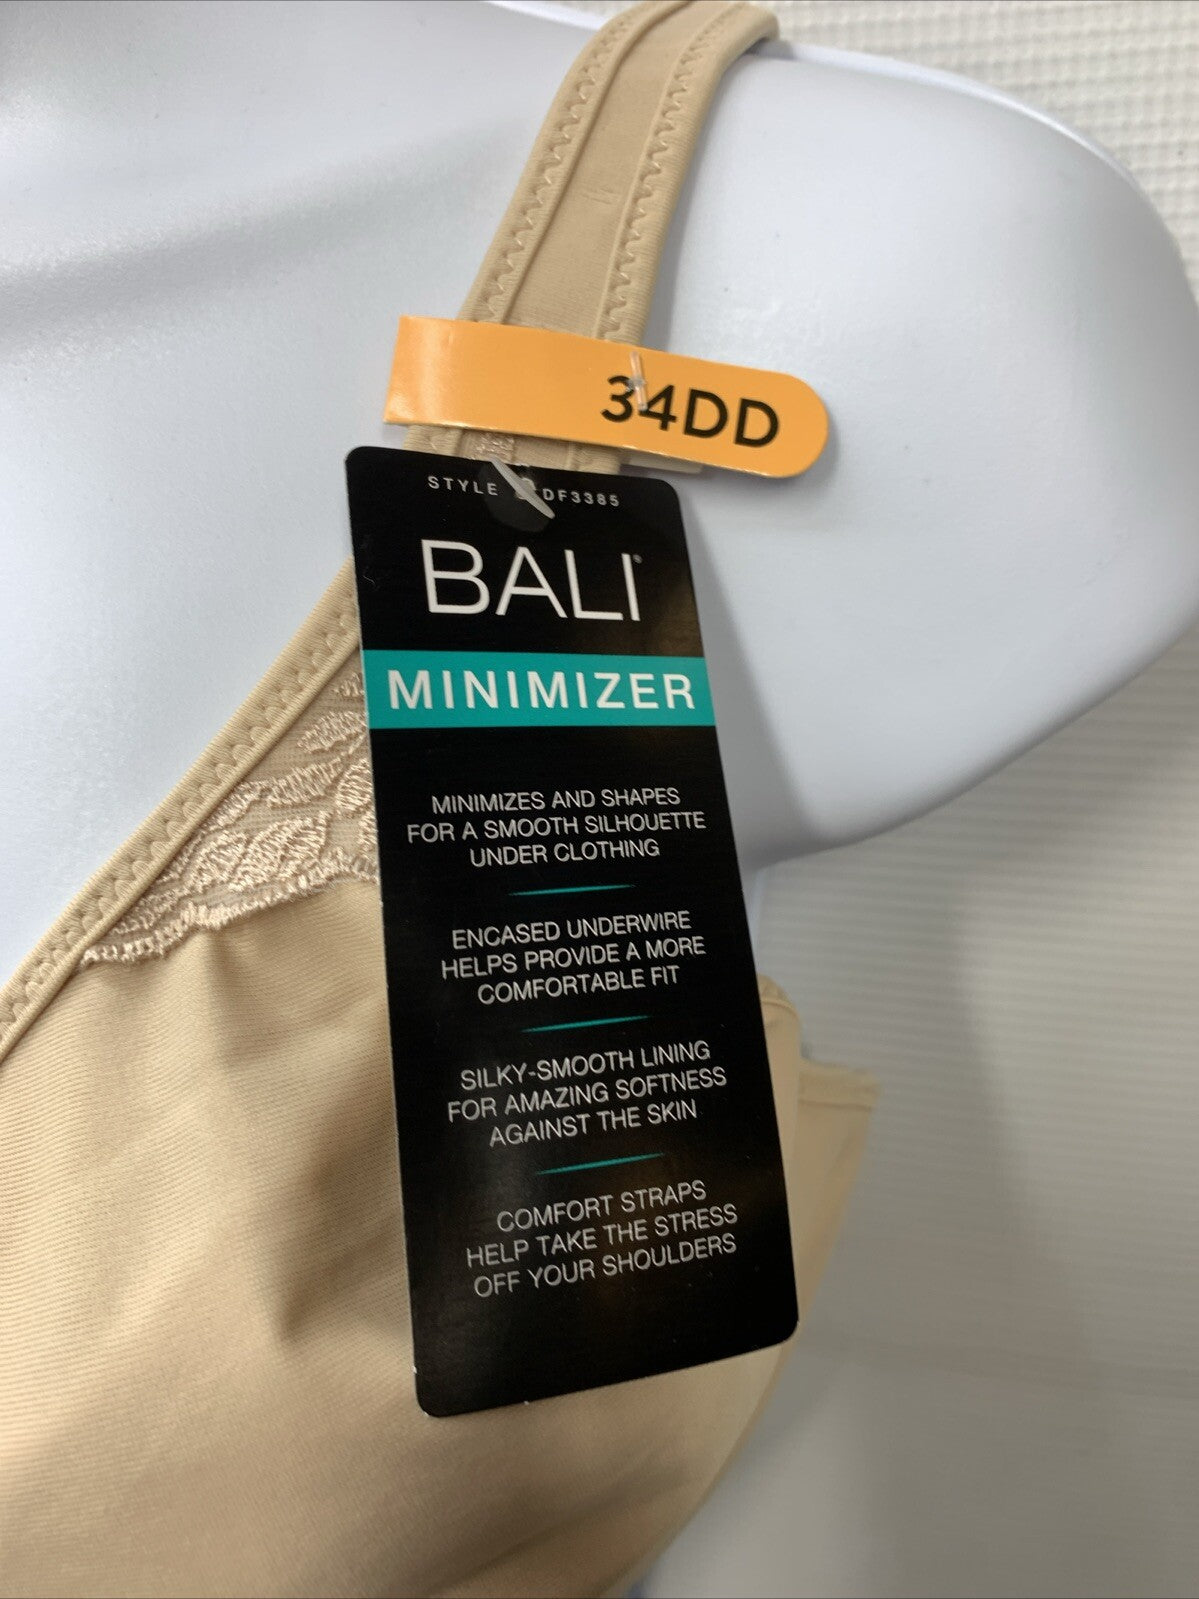 34DD
STYLE DF3385
BALI®
MINIMIZER
MINIMIZES AND SHAPES
FOR A SMOOTH SILHOUETTE
UNDER CLOTHING
ENCASED UNDERWIRE
HELPS PROVIDE A MORE
COMFORTABLE FIT
SILKY-SMOOTH LINING
FOR AMAZING SOFTNESS
AGAINST THE SKIN
COMFORT STRAPS
HELP TAKE THE STRESS
OFF YOUR SHOULDERS